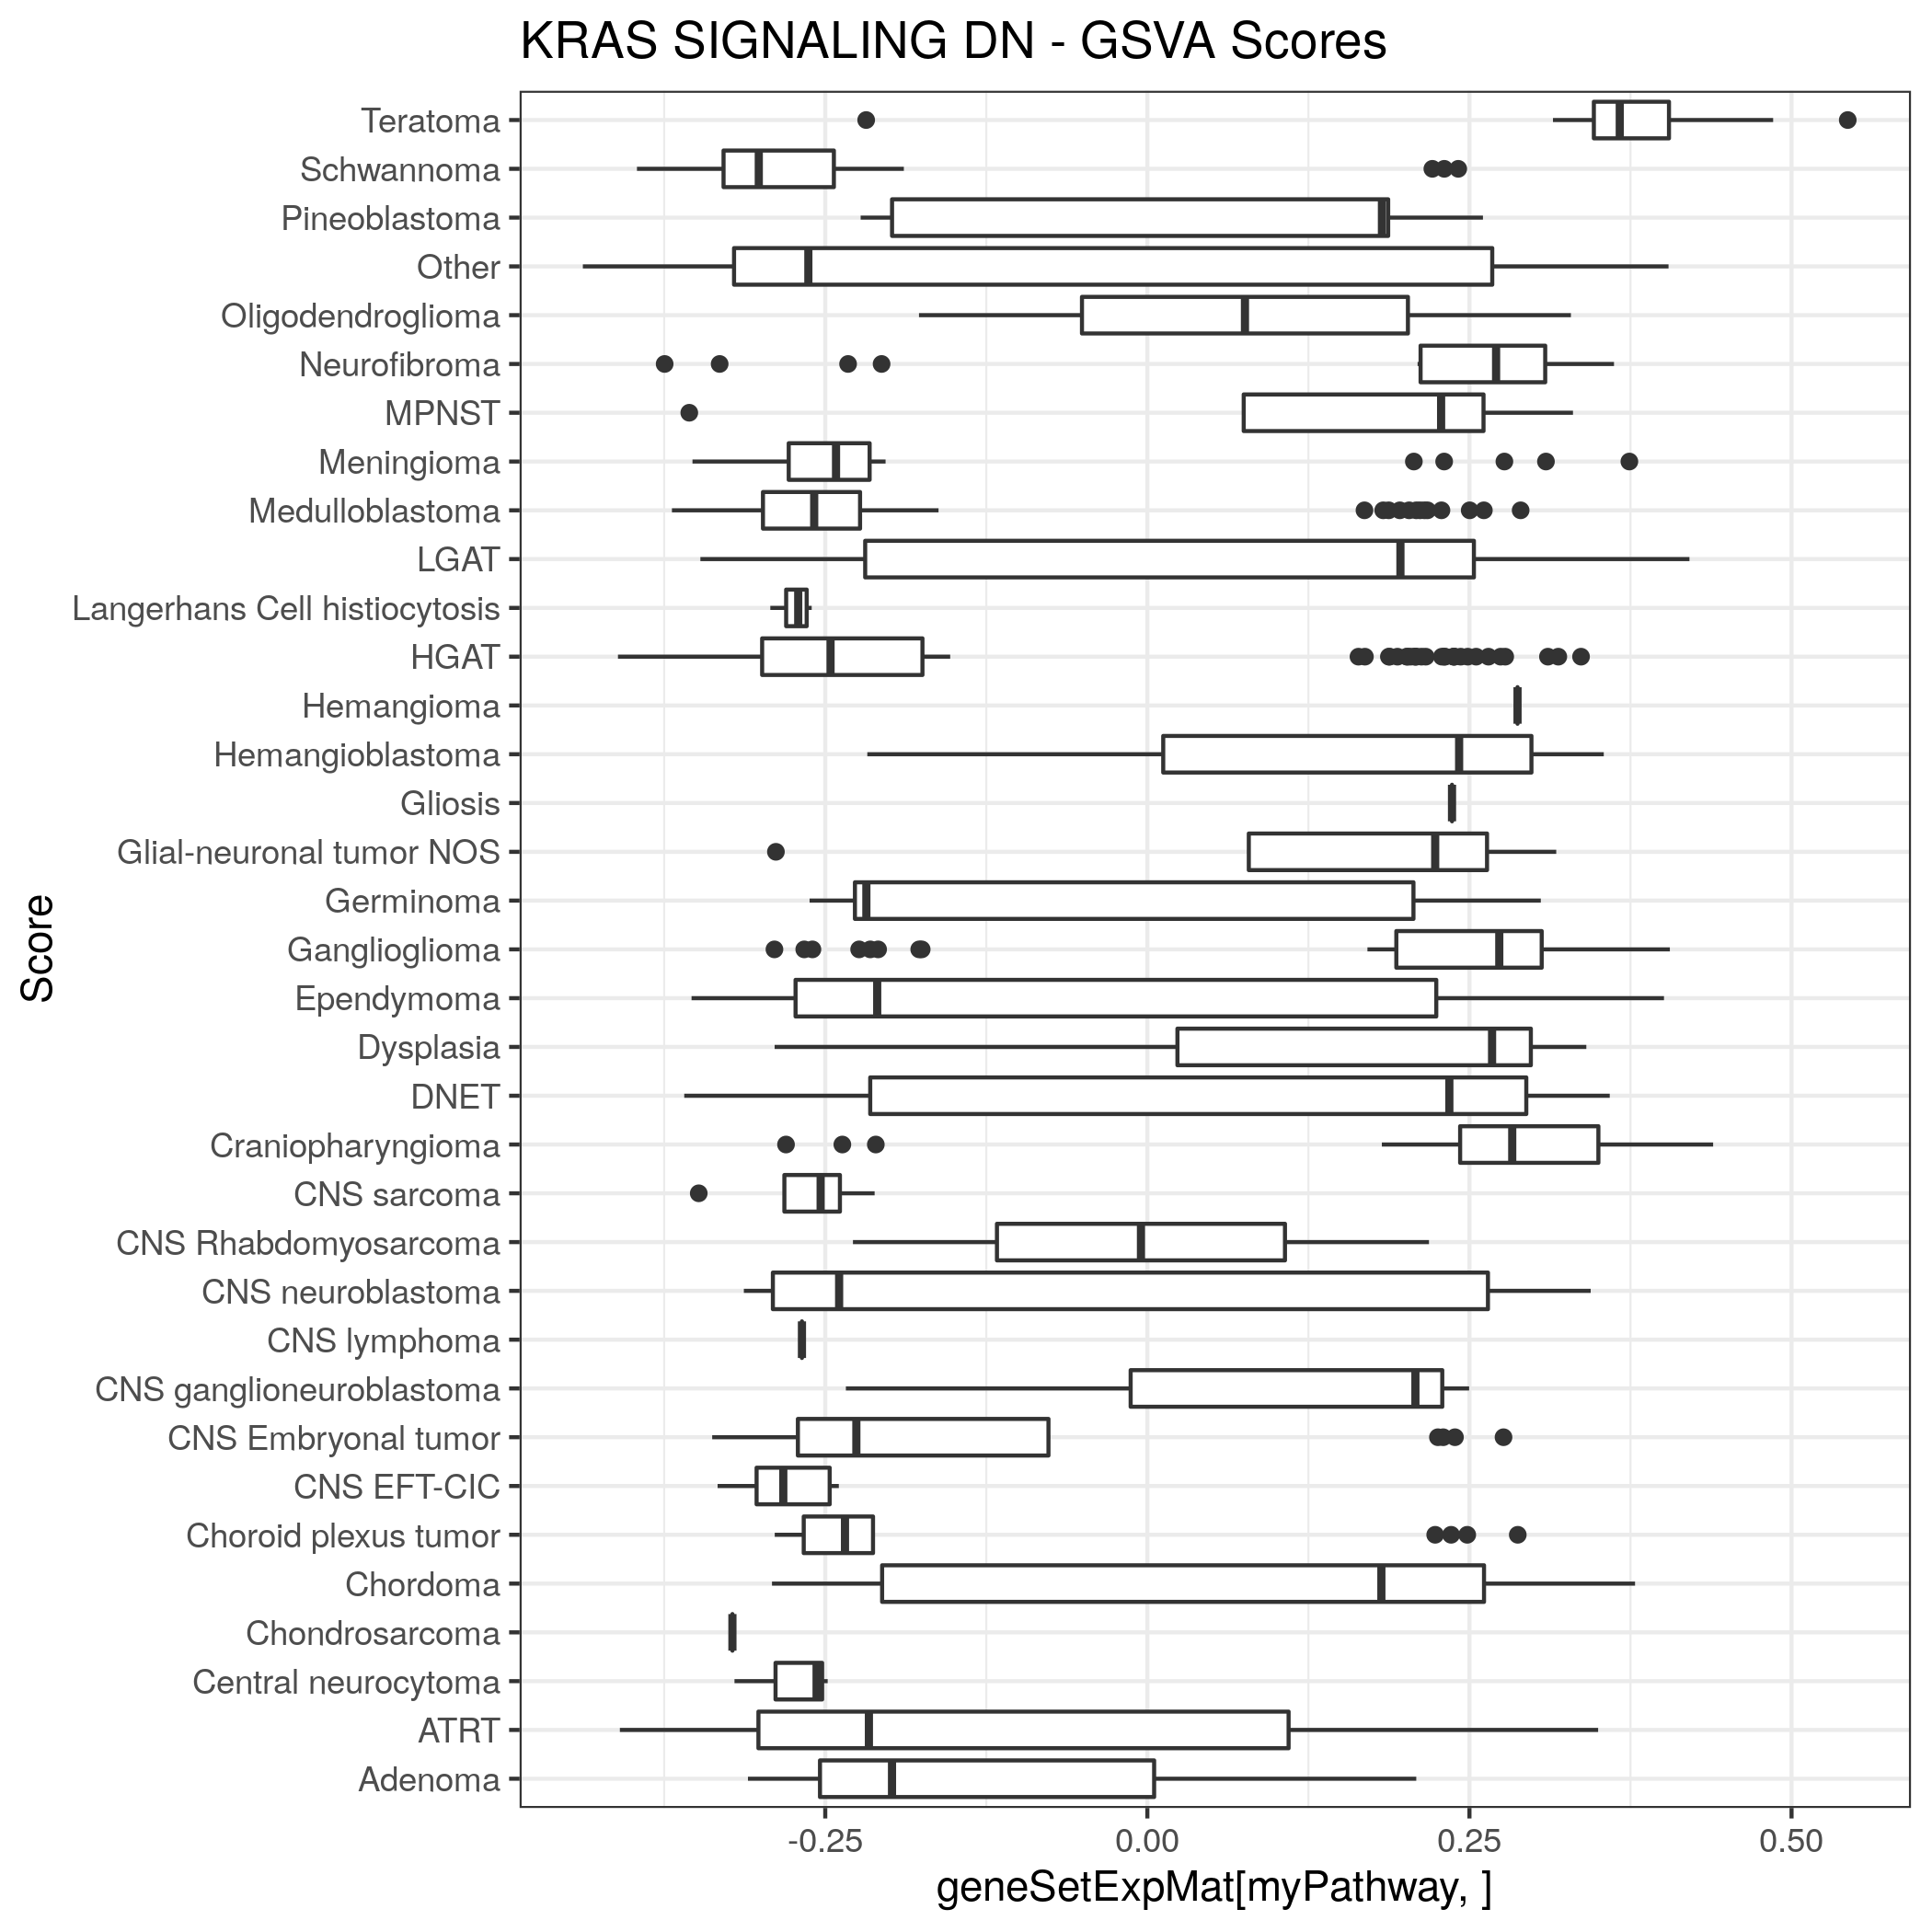 KRAS SIGNALING DN - GSVA Scores
Teratoma
Schwannoma
Pineoblastoma
Other
Oligodendroglioma
Neurofibroma
MPNST
Meningioma
Medulloblastoma
LGAT
Langerhans Cell histiocytosis
HGAT
Hemangioma
Hemangioblastoma
Gliosis
Glial-neuronal tumor NOS
Germinoma
Ganglioglioma
Ependymoma
Dysplasia
DNET
Craniopharyngioma
CNS sarcoma
CNS Rhabdomyosarcoma
CNS neuroblastoma
CNS lymphoma
CNS ganglioneuroblastoma
CNS Embryonal tumor
CNS EFT-CIC
Choroid plexus tumor
Chordoma
Chondrosarcoma
Central neurocytoma
ATRT
Adenoma
Score
-0.25 0.00 0.25 0.50
geneSetExpMat[myPathway, ]